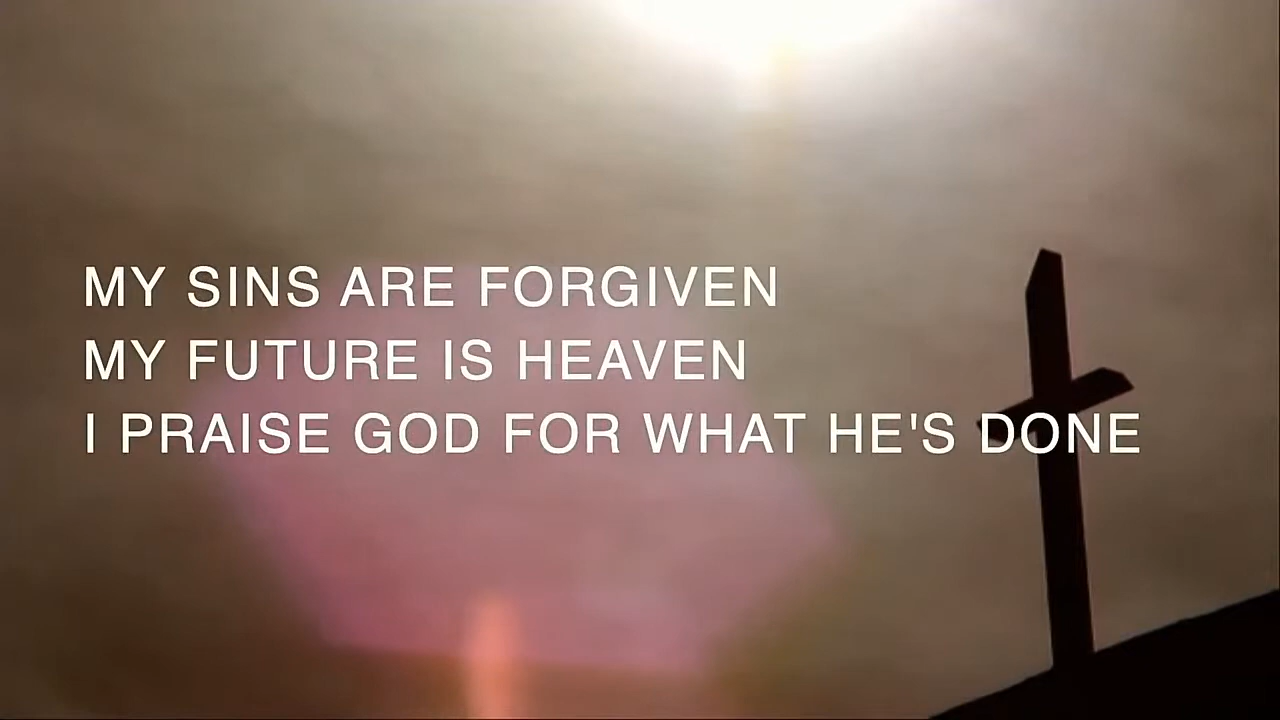 MY SINS ARE FORGIVEN
MY FUTURE IS HEAVEN
I PRAISE GOD FOR WHAT HE'S DONE